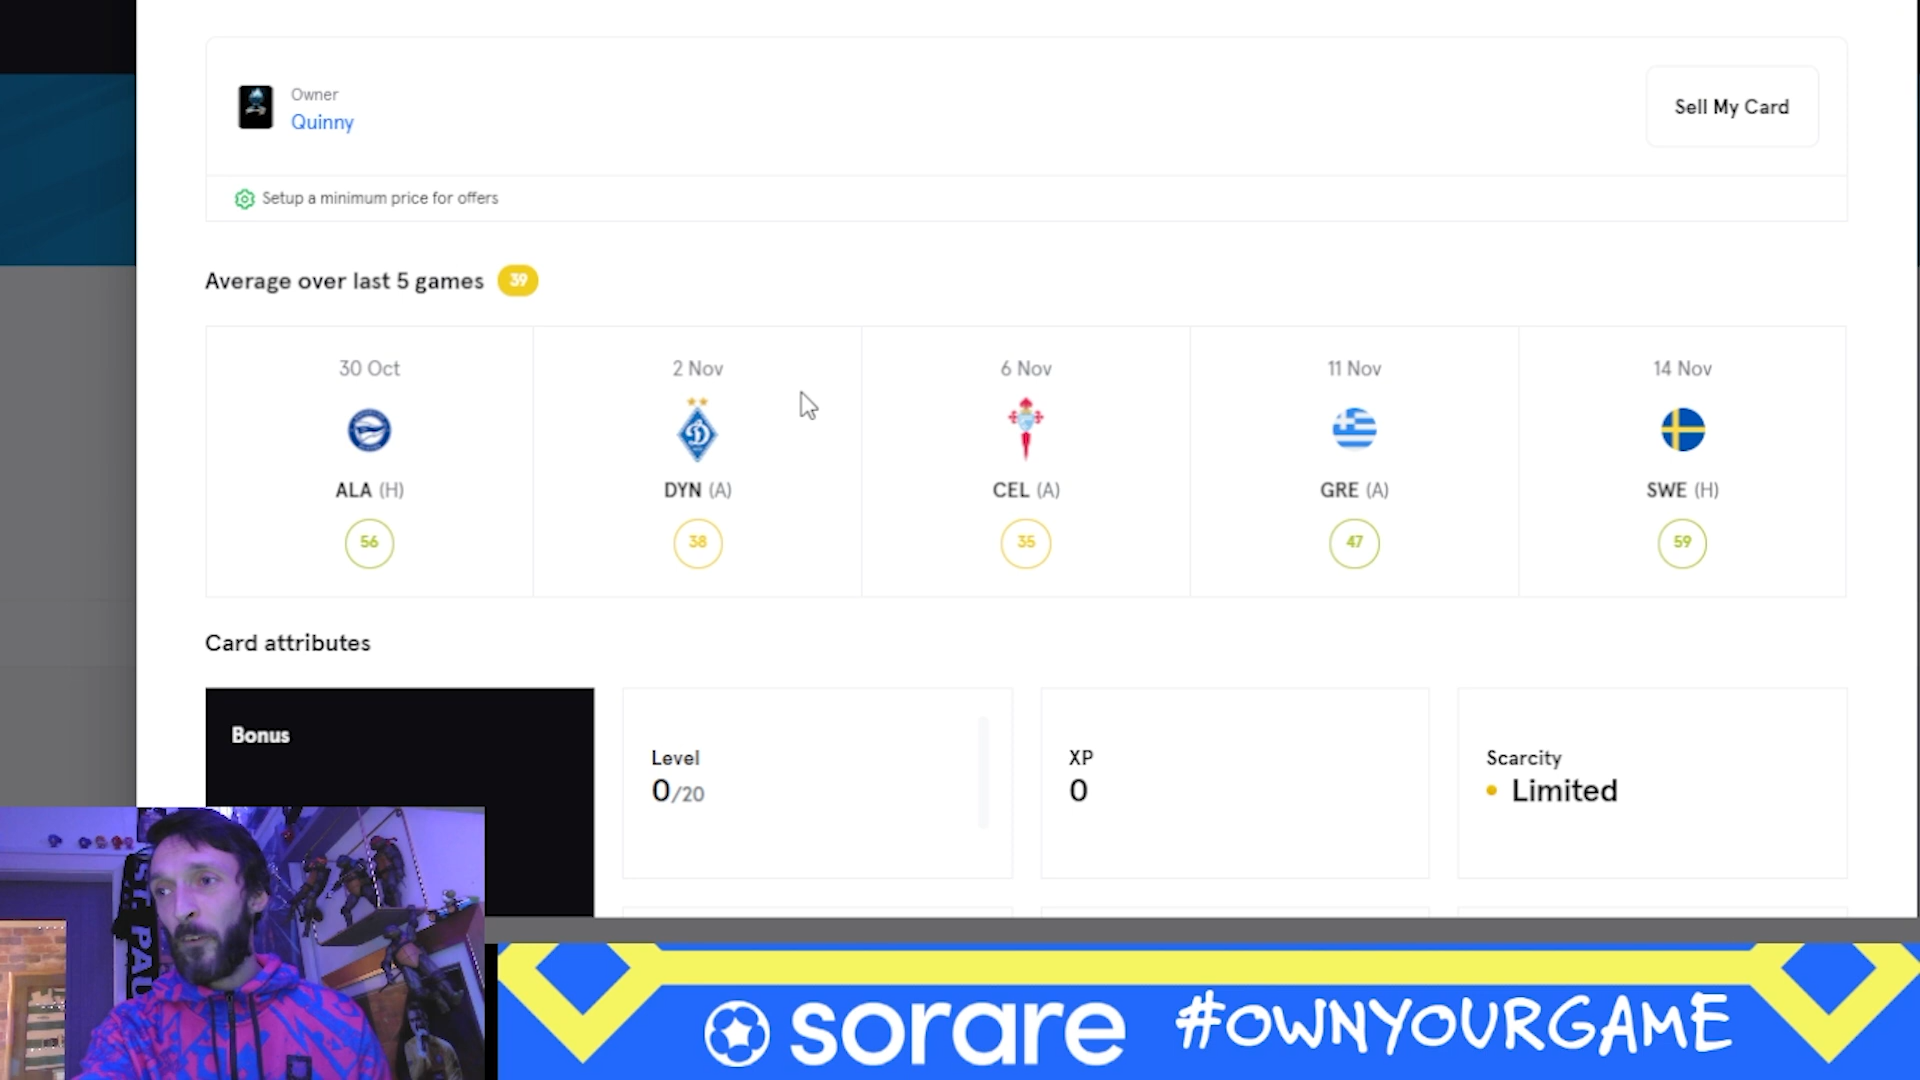 Owner
Quinny
Sell My Card
Setup a minimum price for offers
Average over last 5 games 39
30 Oct 2 Nov 6 Nov 11 Nov 14 Nov
ALA (H) DYN (A) CEL (A) GRE (A) SWE (H)
56 38 35 47 59
Card attributes
Bonus
Level
0/20
XP
0
Scarcity
Limited
sorare #OWNYOURGAME